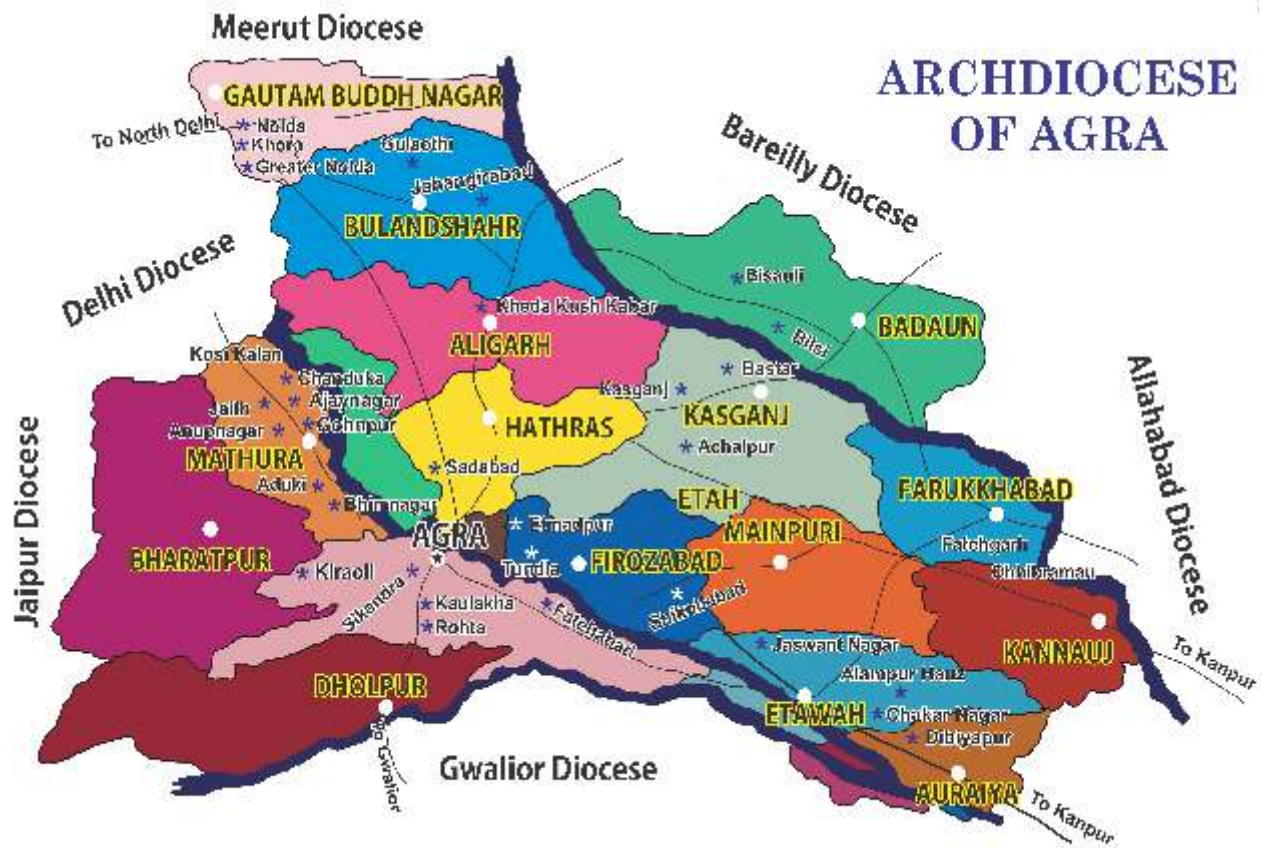 Meerut Diocese
ARCHDIOCESE
OF AGRA
GAUTAM BUDDH NAGAR
To North Delhi
Noida
Khora
Greater Noida
Gulaothi
Jahangirabad
BULANDSHAHR
Bareilly Diocese
Delhi Diocese
Bisauli
BADAUN
Bilsi
Kheda Kush Kabar
ALIGARH
Kosi Kalan
Chanduka
Ajaynagar
Jaith
Anupnagar
MATHURA
Aduki
Bhimnagar
HATHRAS
Sadabad
Bastar
Kasganj
KASGANJ
Achalpur
ETAH
Allahabad Diocese
Jaipur Diocese
FARUKKHABAD
Fatehgarh
Chhibramau
MAINPURI
AGRA
Etmadpur
Tundla
FIROZABAD
Shikohabad
BHARATPUR
Kiraoli
Sikandra
Kaulakha
Rohta
Fatehabad
KANNAUJ
To Kanpur
Jaswant Nagar
Alampur Hauz
DHOLPUR
ETAWAH
Chakar Nagar
Dibiyapur
To Gwalior
Gwalior Diocese
AURAIYA
To Kanpur